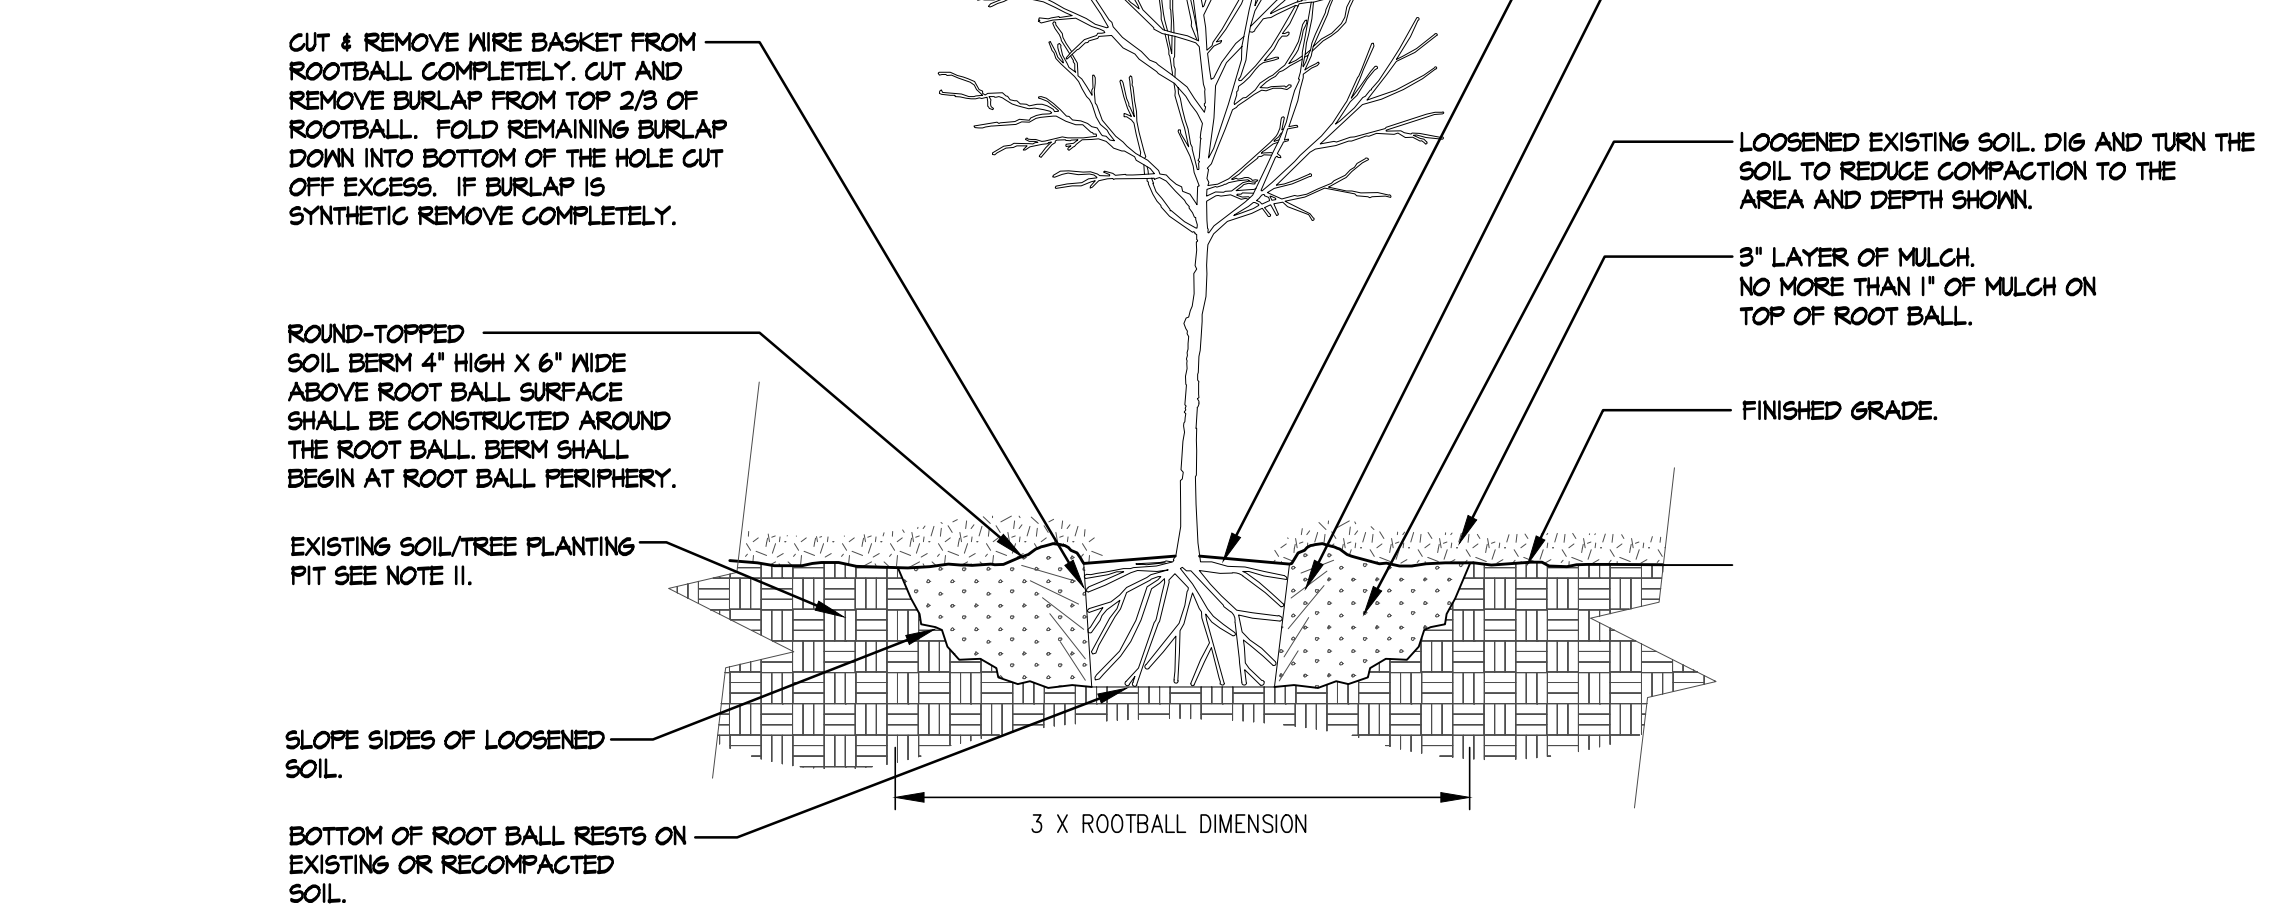 CUT & REMOVE WIRE BASKET FROM
ROOTBALL COMPLETELY. CUT AND
REMOVE BURLAP FROM TOP 2/3 OF
ROOTBALL. FOLD REMAINING BURLAP
DOWN INTO BOTTOM OF THE HOLE CUT
OFF EXCESS. IF BURLAP IS
SYNTHETIC REMOVE COMPLETELY.
ROUND-TOPPED
SOIL BERM 4" HIGH X 6" WIDE
ABOVE ROOT BALL SURFACE
SHALL BE CONSTRUCTED AROUND
THE ROOT BALL. BERM SHALL
BEGIN AT ROOT BALL PERIPHERY.
EXISTING SOIL/TREE PLANTING
PIT SEE NOTE 11.
SLOPE SIDES OF LOOSENED
SOIL.
BOTTOM OF ROOT BALL RESTS ON
EXISTING OR RECOMPACTED
SOIL.
3 X ROOTBALL DIMENSION
LOOSENED EXISTING SOIL. DIG AND TURN THE
SOIL TO REDUCE COMPACTION TO THE
AREA AND DEPTH SHOWN.
3" LAYER OF MULCH.
NO MORE THAN 1" OF MULCH ON
TOP OF ROOT BALL.
FINISHED GRADE.